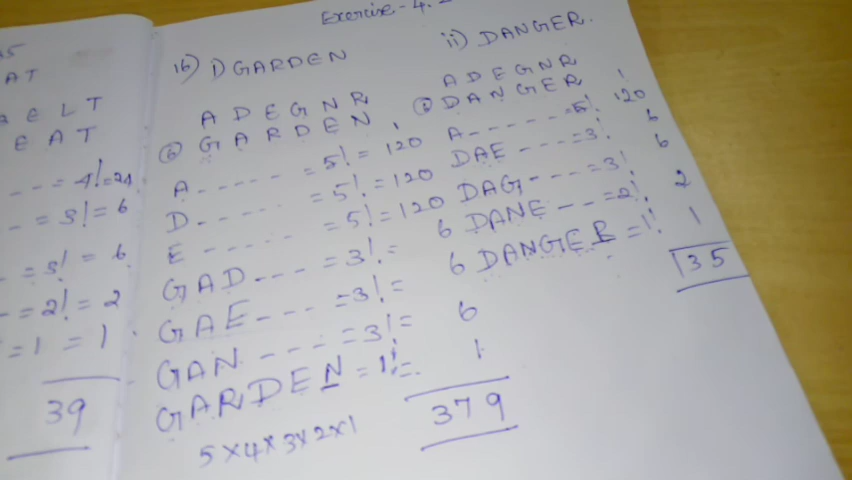 Exercise - 4.
25
AT
E L T
E A T
- - = 4! = 24
- = 3! = 6
= 3! = 6
- = 2! = 2
= 1 = 1
39
16) i) GARDEN
A D E G N R
G A R D E N
A - - - - - = 5! = 120
D - - - - - = 5! = 120
E - - - - - = 5! = 120
GAD - - - = 3! = 6
GAE - - - = 3! = 6
GAN - - - = 3! = 6
GARDEN = 1! = 1
379
5 × 4 × 3 × 2 × 1
ii) DANGER.
A D E G N R
D A N G E R
A - - - - - = 5! 120
DAE - - - = 3! 6
DAG - - - = 3! 6
DANE - - = 2! 2
DANGER = 1! 1
135